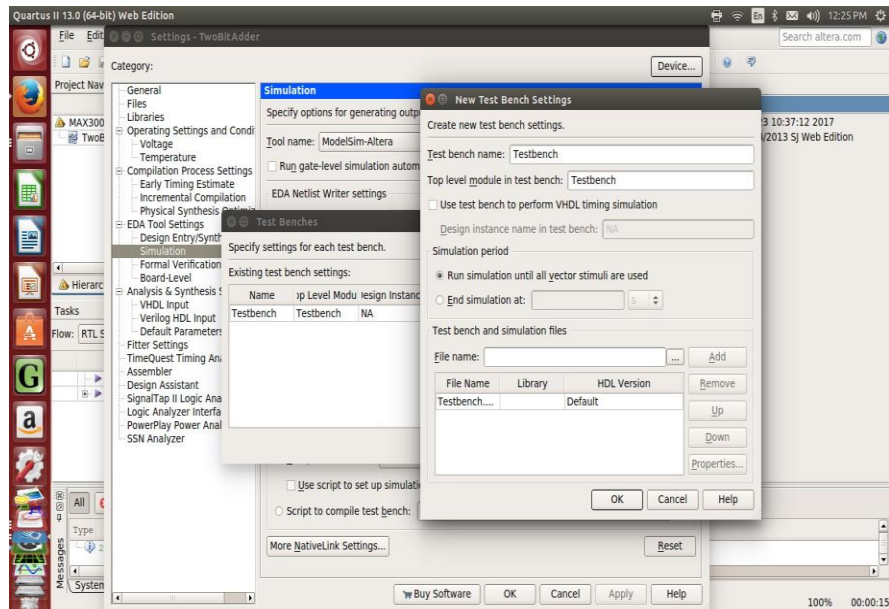 Quartus II 13.0 (64-bit) Web Edition
En
12:25 PM
File Edit
Settings - TwoBitAdder
Search altera.com
Category:
Device...
Project Nav
MAX300
TwoB
Hierarc
Tasks
Flow: RTL S
General
Files
Libraries
Operating Settings and Condi
Voltage
Temperature
Compilation Process Settings
Early Timing Estimate
Incremental Compilation
Physical Synthesis
EDA Tool Settings
Design Entry/Synth
Simulation
Formal Verification
Board-Level
Analysis & Synthesis S
VHDL Input
Verilog HDL Input
Default Parameters
Fitter Settings
TimeQuest Timing Ana
Assembler
Design Assistant
SignalTap II Logic Ana
Logic Analyzer Interfa
PowerPlay Power Anal
SSN Analyzer
Simulation
Specify options for generating outp
Tool name: ModelSim-Altera
Run gate-level simulation autom
EDA Netlist Writer settings
Test Benches
Specify settings for each test bench.
Existing test bench settings:
Name op Level Modu esign Instanc
Testbench Testbench NA
Use script to set up simulati
Script to compile test bench:
More NativeLink Settings...
Reset
Buy Software
OK
Cancel
Apply
Help
New Test Bench Settings
Create new test bench settings.
Test bench name: Testbench
Top level module in test bench: Testbench
Use test bench to perform VHDL timing simulation
Design instance name in test bench: NA
Simulation period
Run simulation until all vector stimuli are used
End simulation at: s
Test bench and simulation files
File name: ... Add
File Name Library HDL Version
Testbench.... Default
Remove
Up
Down
Properties...
OK
Cancel
Help
3 10:37:12 2017
/2013 SJ Web Edition
All
Type
2
Messages
System
100% 00:00:15